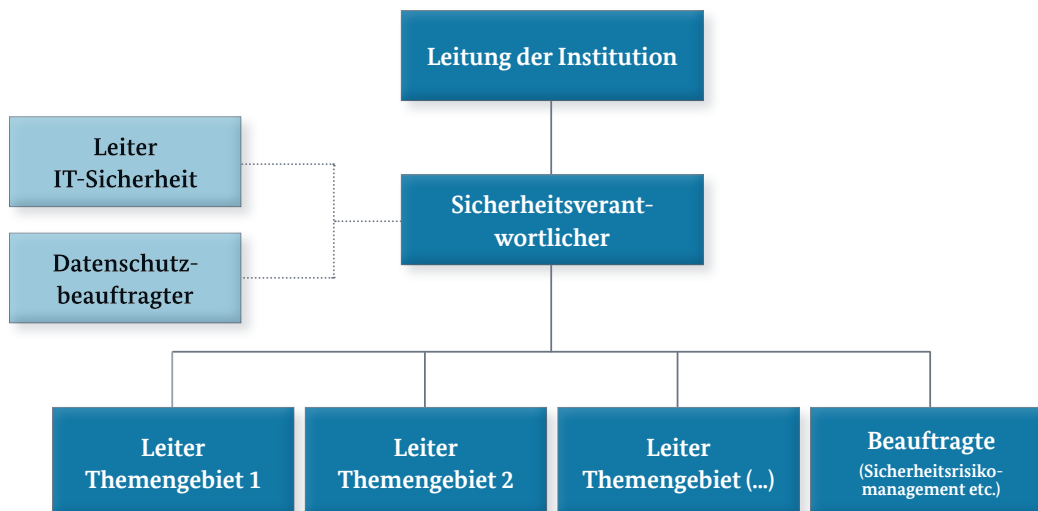 Leitung der Institution
Leiter
IT-Sicherheit
Sicherheitsverant-
wortlicher
Datenschutz-
beauftragter
Leiter
Themengebiet 1
Leiter
Themengebiet 2
Leiter
Themengebiet (...)
Beauftragte
(Sicherheitsrisiko-
management etc.)